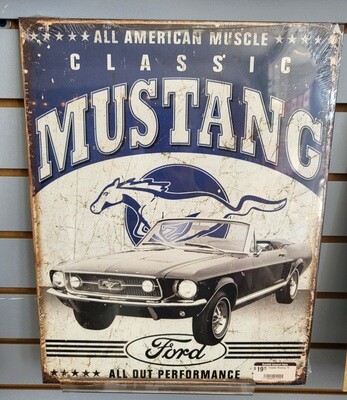 ALL AMERICAN MUSCLE
CLASSIC
MUSTANG
Ford
ALL OUT PERFORMANCE